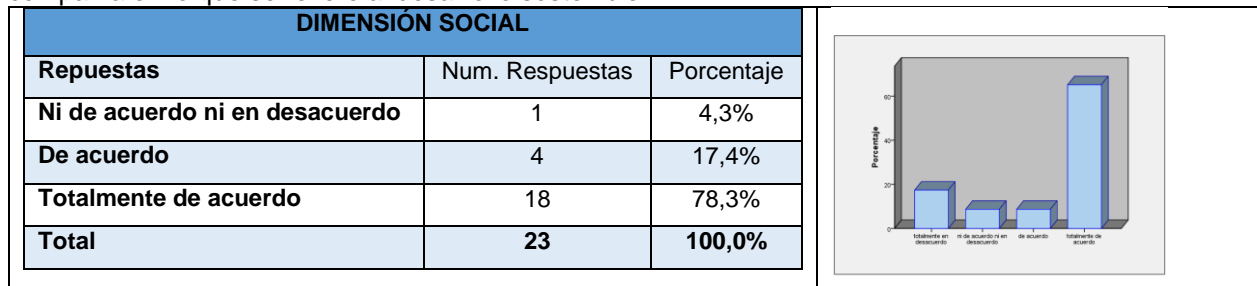 DIMENSIÓN SOCIAL
Repuestas Num. Respuestas Porcentaje
Ni de acuerdo ni en desacuerdo 1 4,3%
De acuerdo 4 17,4%
Totalmente de acuerdo 18 78,3%
Total 23 100,0%
Porcentaje
60
40
20
0
totalmente en desacuerdo
ni de acuerdo ni en desacuerdo
de acuerdo
totalmente de acuerdo